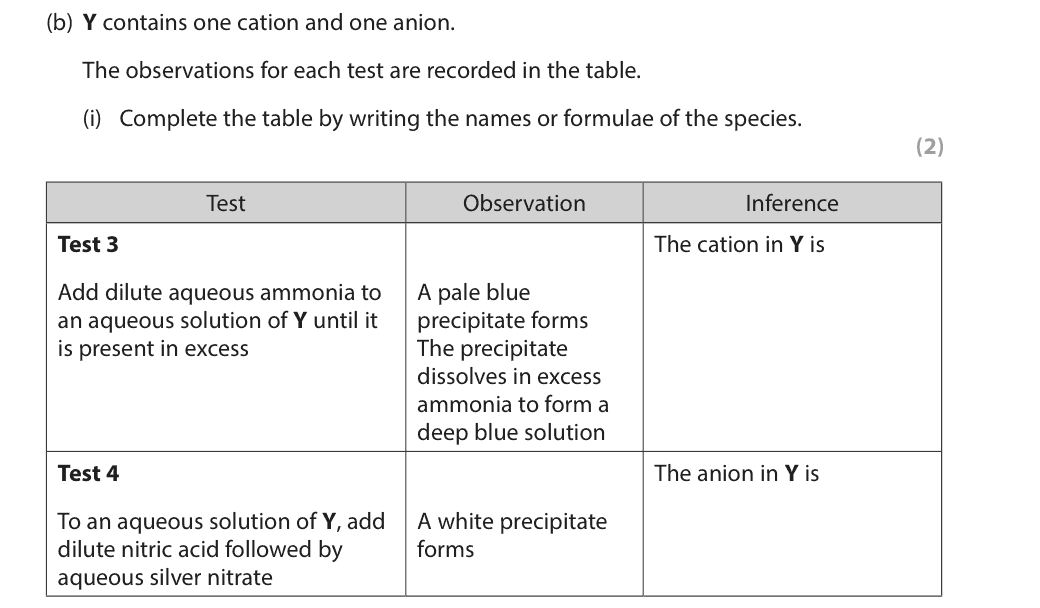 (b) Y contains one cation and one anion.
The observations for each test are recorded in the table.
(i) Complete the table by writing the names or formulae of the species.
(2)
Test
Observation
Inference
Test 3
Add dilute aqueous ammonia to
an aqueous solution of Y until it
is present in excess
A pale blue
precipitate forms
The precipitate
dissolves in excess
ammonia to form a
deep blue solution
The cation in Y is
Test 4
To an aqueous solution of Y, add
dilute nitric acid followed by
aqueous silver nitrate
A white precipitate
forms
The anion in Y is